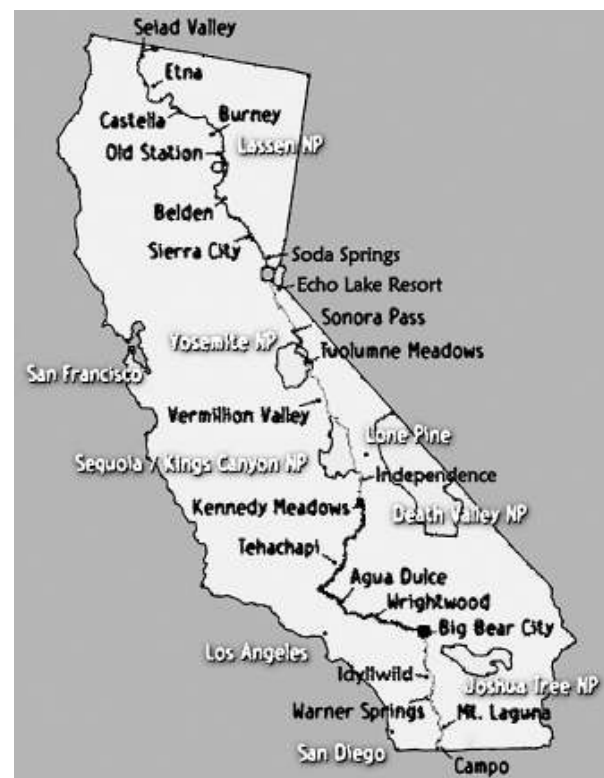 Seiad Valley
Etna
Castella
Burney
Old Station
Lassen NP
Belden
Sierra City
Soda Springs
Echo Lake Resort
Sonora Pass
Yosemite NP
Tuolumne Meadows
San Francisco
Vermillion Valley
Lone Pine
Sequoia / Kings Canyon NP
Independence
Kennedy Meadows
Death Valley NP
Tehachapi
Agua Dulce
Wrightwood
Big Bear City
Los Angeles
Idyllwild
Joshua Tree NP
Warner Springs
Mt. Laguna
San Diego
Campo